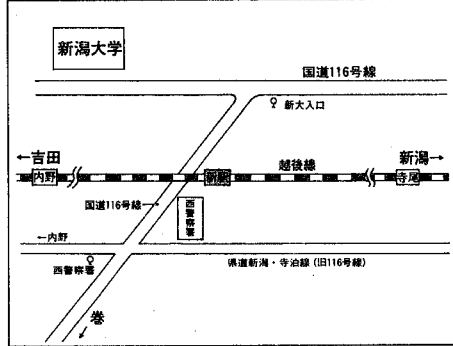 新潟大学
国道116号線
新大入口
←吉田
越後線
新潟→
内野
新駅
寺尾
国道116号線
西警察署
←内野
西警察署
県道新潟・寺泊線(旧116号線)
巻